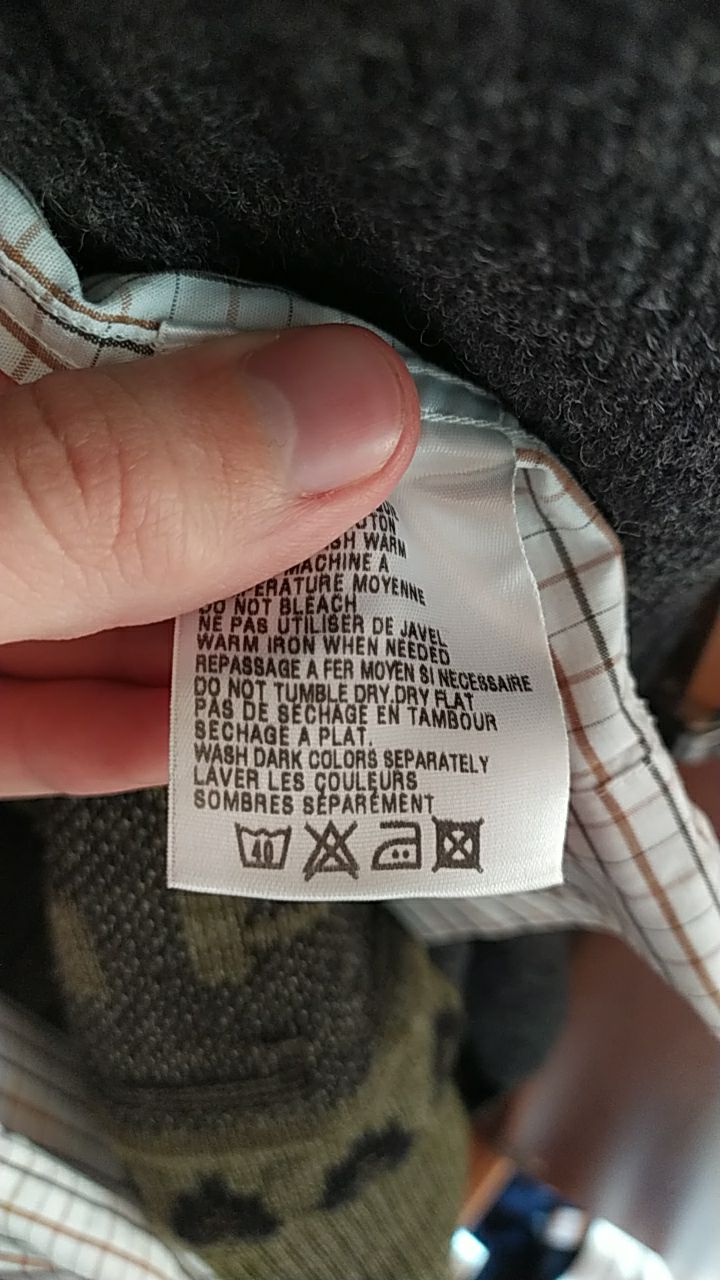 WARM
MACHINE A
MOYENNE
DO NOT BLEACH
NE PAS UTILISER DE JAVEL
WARM IRON WHEN NEEDED
REPASSAGE A FER MOYEN SI NECESSAIRE
DO NOT TUMBLE DRY.DRY FLAT
PAS DE SECHAGE EN TAMBOUR
SECHAGE A PLAT.
WASH DARK COLORS SEPARATELY
LAVER LES COULEURS
SOMBRES SÉPARÉMENT
40